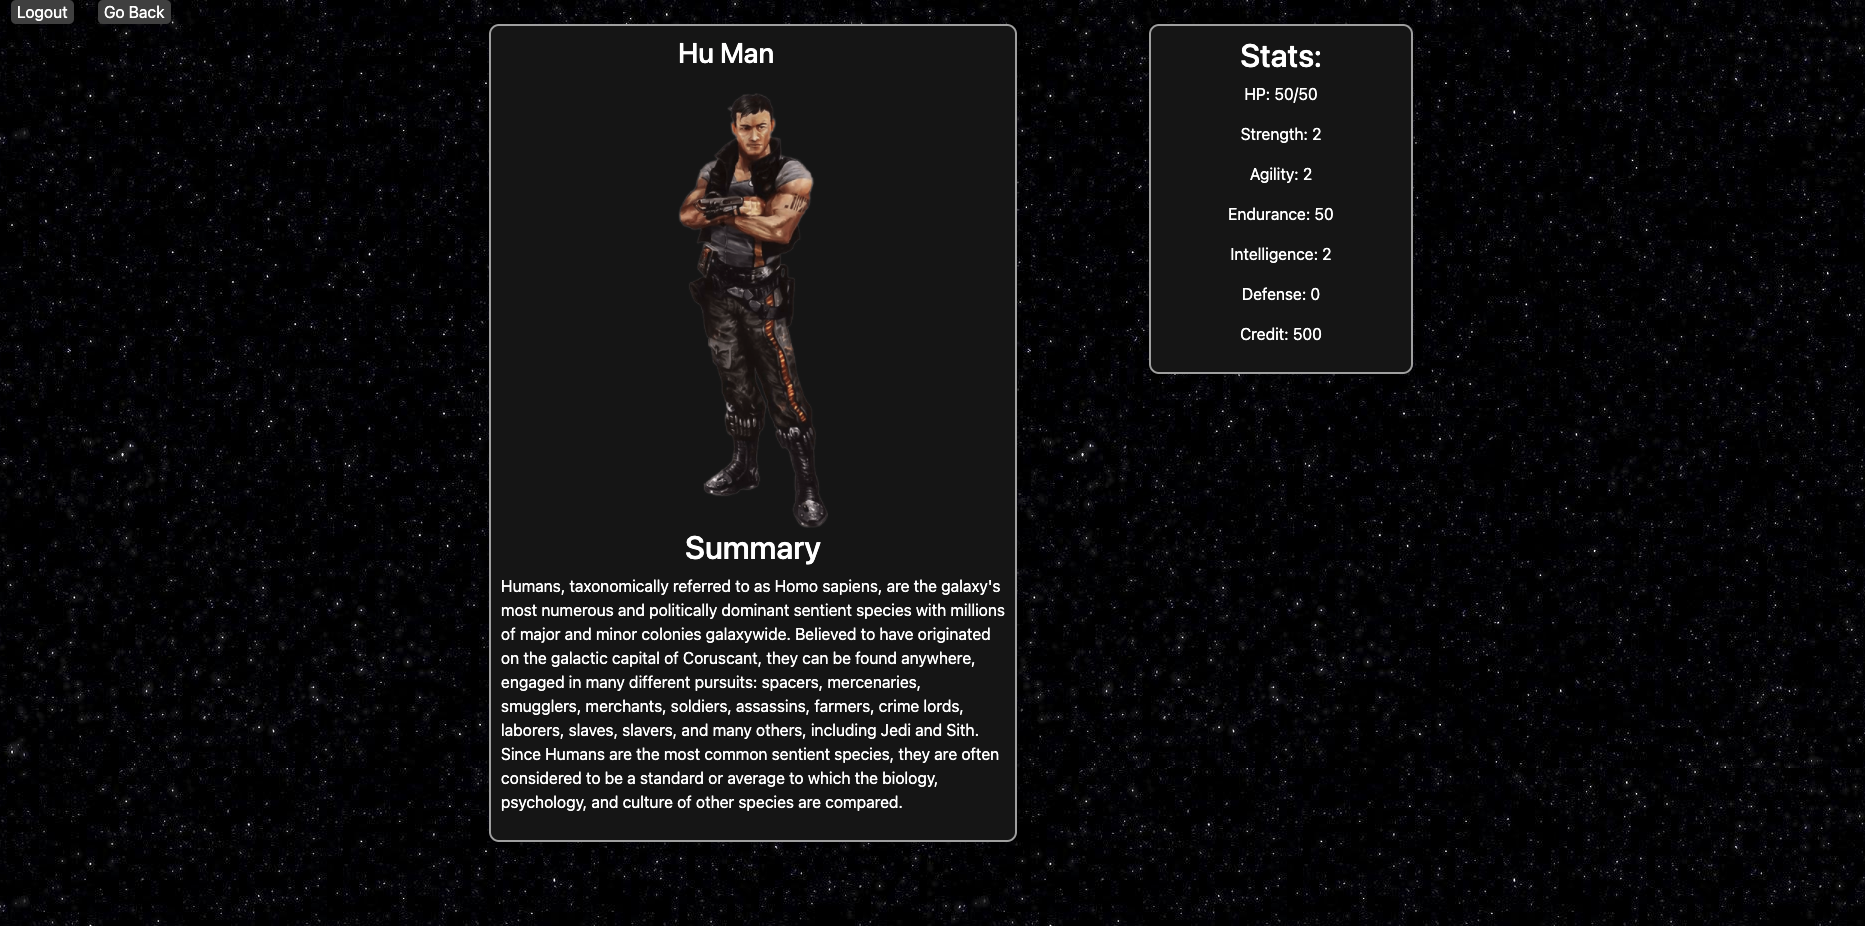 Logout
Go Back
Hu Man
Summary
Humans, taxonomically referred to as Homo sapiens, are the galaxy's
most numerous and politically dominant sentient species with millions
of major and minor colonies galaxywide. Believed to have originated
on the galactic capital of Coruscant, they can be found anywhere,
engaged in many different pursuits: spacers, mercenaries,
smugglers, merchants, soldiers, assassins, farmers, crime lords,
laborers, slaves, slavers, and many others, including Jedi and Sith.
Since Humans are the most common sentient species, they are often
considered to be a standard or average to which the biology,
psychology, and culture of other species are compared.
Stats:
HP: 50/50
Strength: 2
Agility: 2
Endurance: 50
Intelligence: 2
Defense: 0
Credit: 500